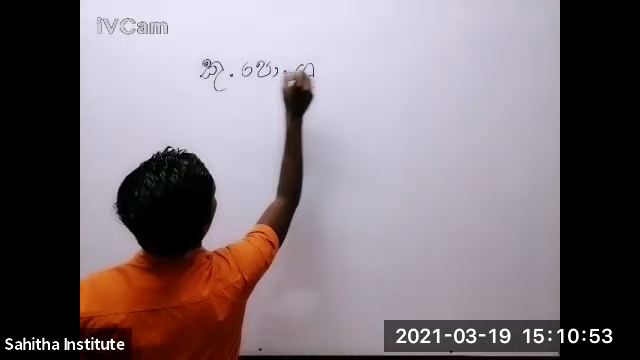 iVCam
කු. පො. ග
Sahitha Institute
2021-03-19 15:10:53